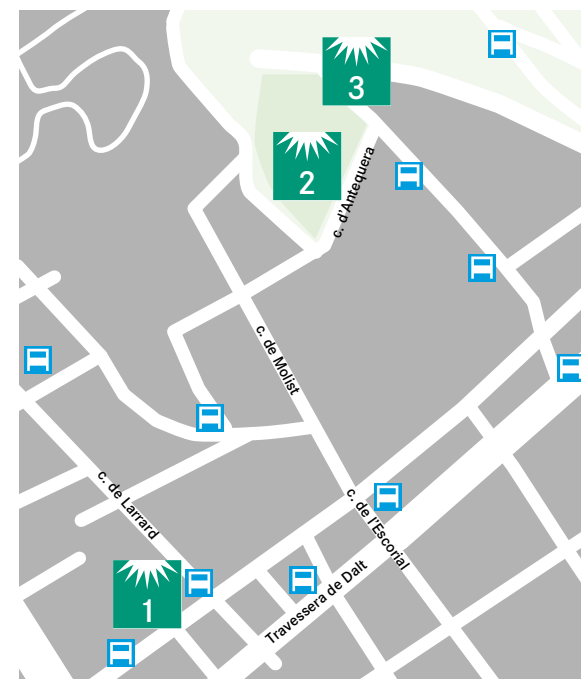 3
2
c. d'Antequera
c. de Molist
c. de Larrard
c. de l'Escorial
1
Travessera de Dalt